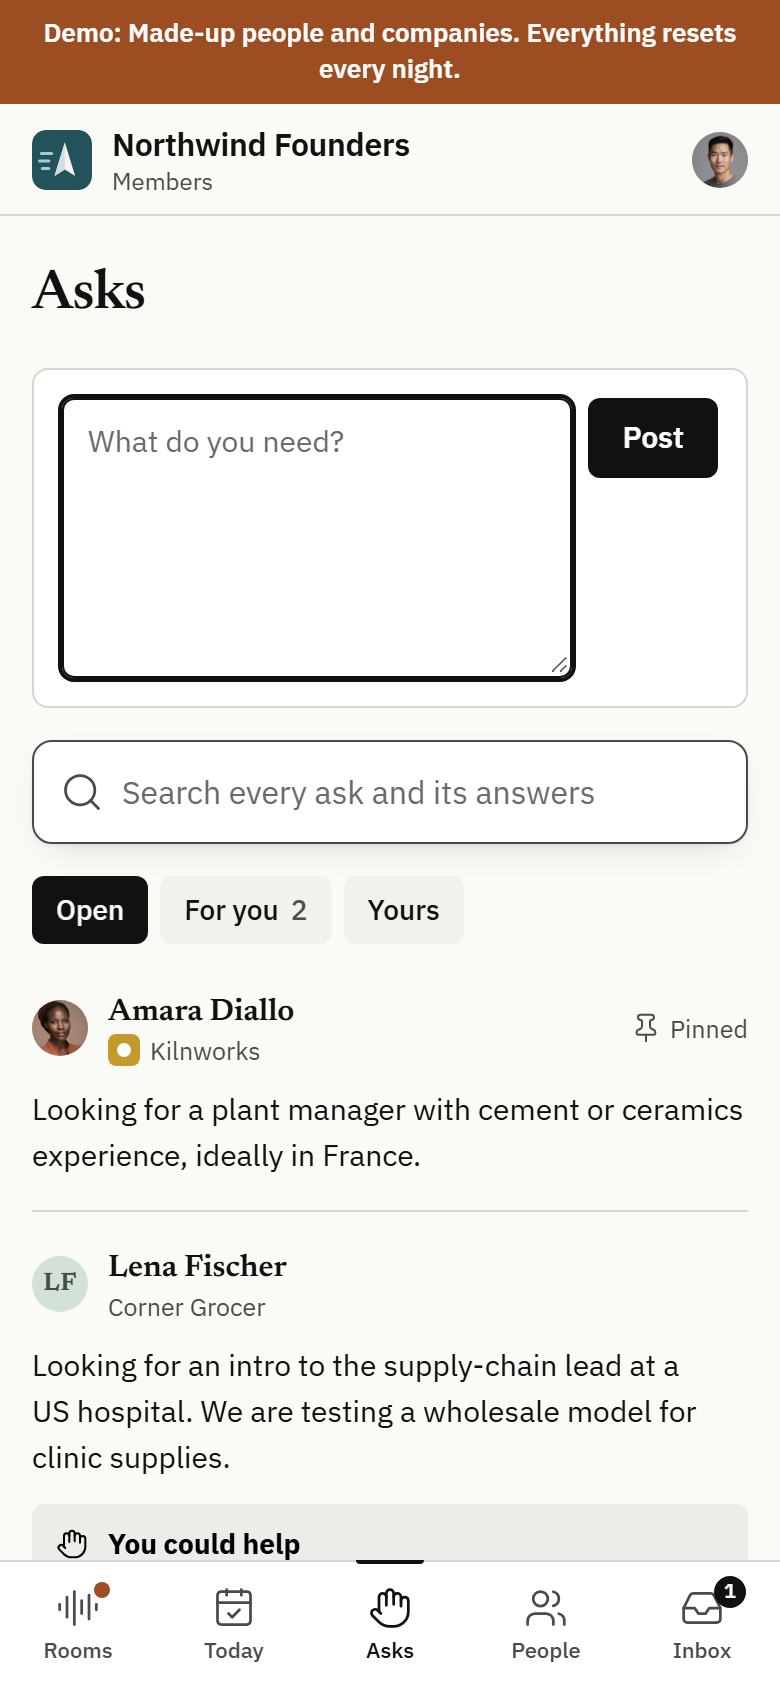 Demo: Made-up people and companies. Everything resets
every night.
Northwind Founders
Members
Asks
What do you need?
Post
Search every ask and its answers
Open
For you 2
Yours
Amara Diallo
Kilnworks
Pinned
Looking for a plant manager with cement or ceramics
experience, ideally in France.
LF
Lena Fischer
Corner Grocer
Looking for an intro to the supply-chain lead at a
US hospital. We are testing a wholesale model for
clinic supplies.
You could help
1
Rooms
Today
Asks
People
Inbox